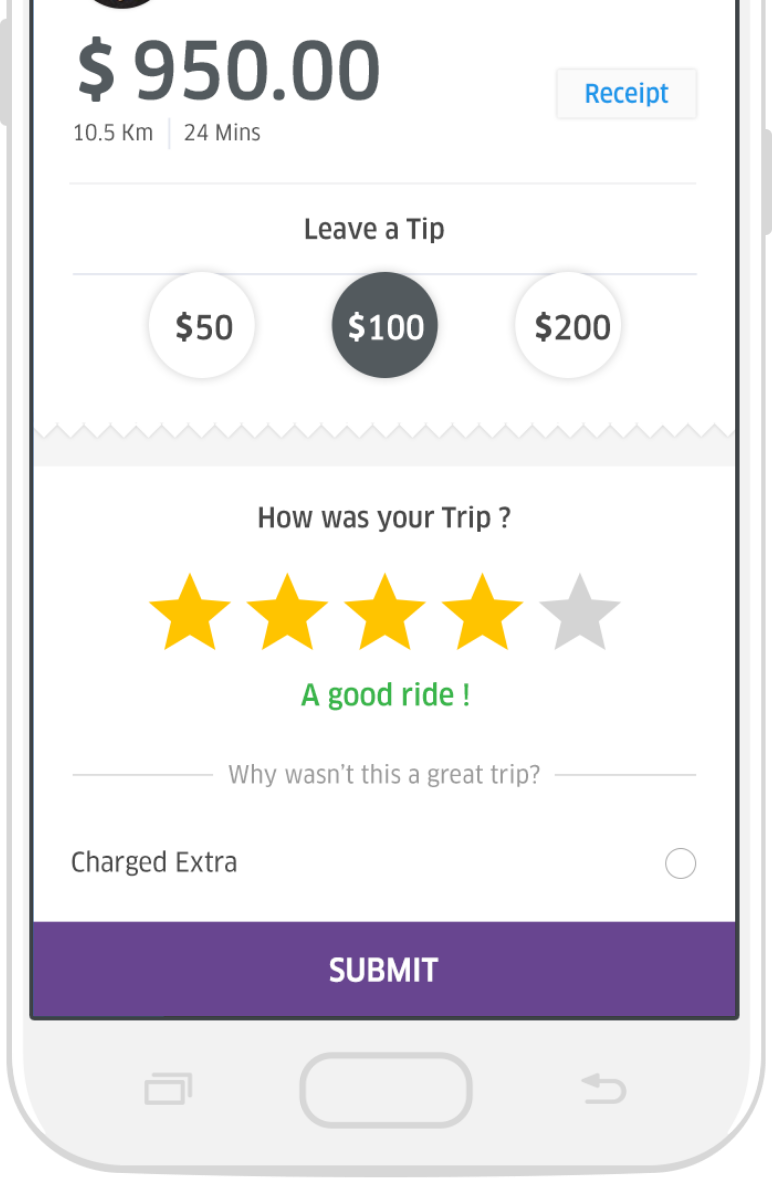 $ 950.00
Receipt
10.5 Km 24 Mins
Leave a Tip
$50 $100 $200
How was your Trip ?
A good ride !
Why wasn't this a great trip?
Charged Extra
SUBMIT